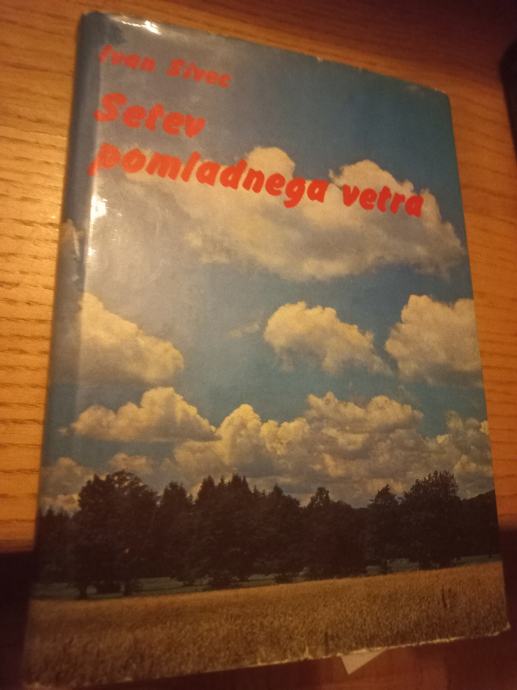 Ivan Sivec
Setev
pomladnega vetra